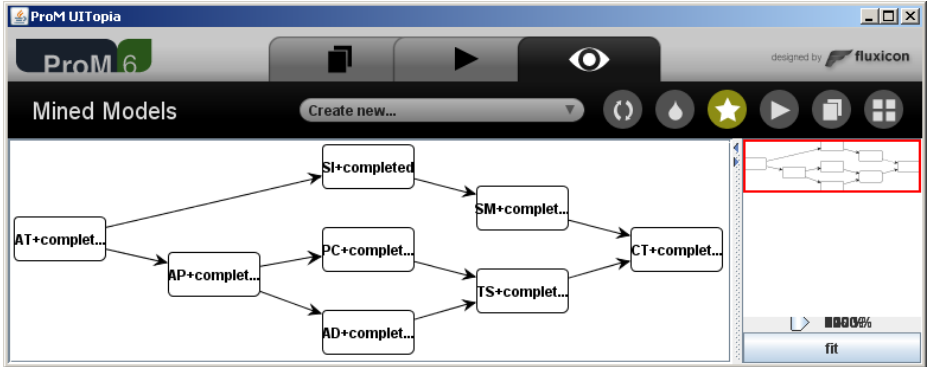 ProM UITopia
ProM 6
designed by fluxicon
Mined Models
Create new...
SI+completed
SM+complet...
AT+complet...
PC+complet...
CT+complet...
AP+complet...
TS+complet...
AD+complet...
fit